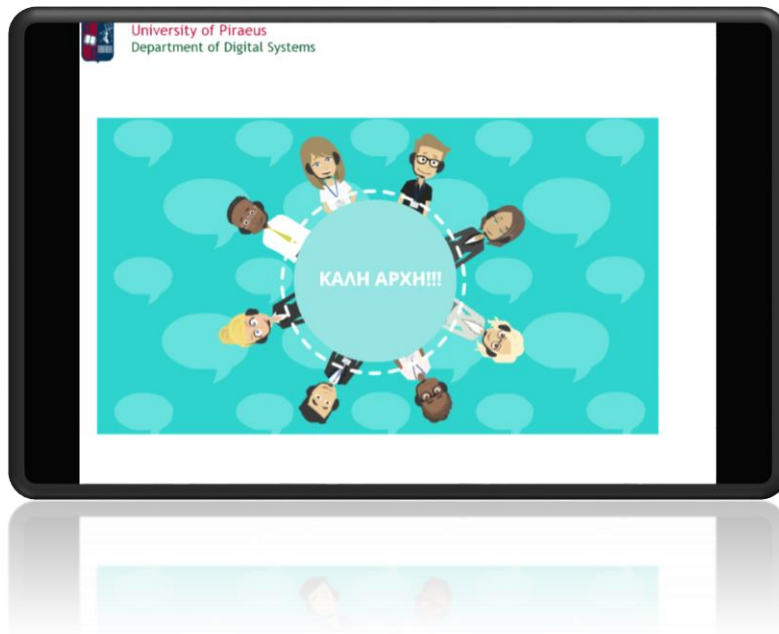 University of Piraeus
Department of Digital Systems
ΚΑΛΗ ΑΡΧΗ!!!